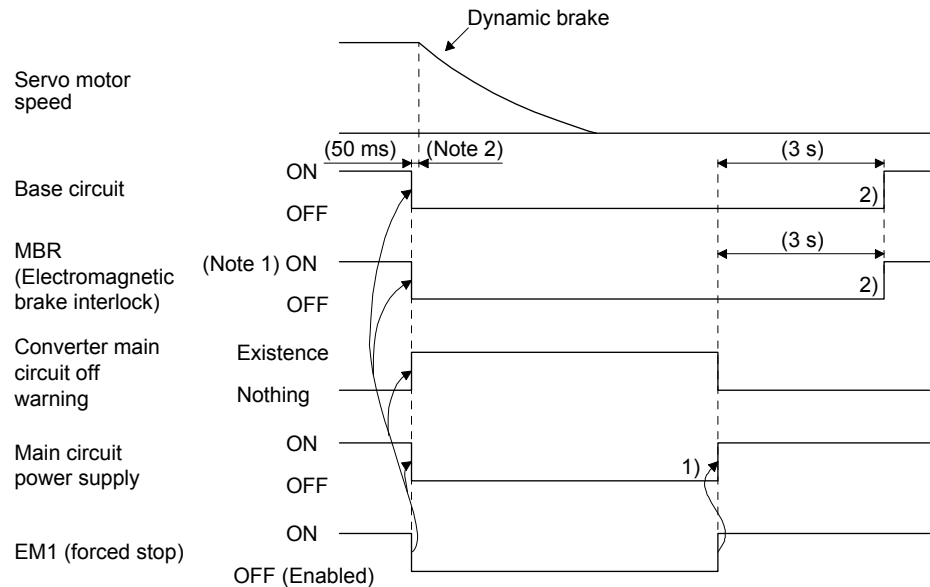 Dynamic brake
Servo motor
speed
(50 ms)
(Note 2)
(3 s)
Base circuit
ON
OFF
2)
(3 s)
MBR
(Electromagnetic
brake interlock)
(Note 1) ON
OFF
2)
Converter main
circuit off
warning
Existence
Nothing
Main circuit
power supply
ON
OFF
1)
EM1 (forced stop)
ON
OFF (Enabled)